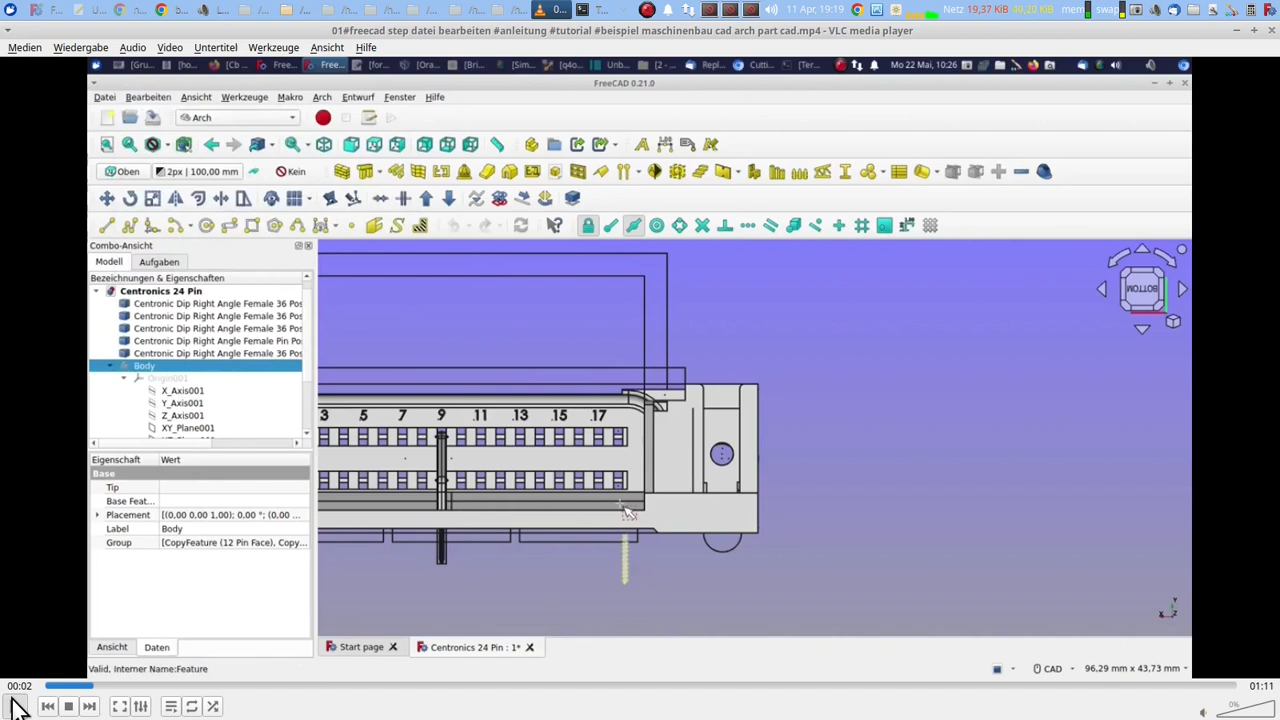 11 Apr, 19:19
Netz 19,37 KiB 40,20 KiB
mem
swap
01#freecad step datei bearbeiten #anleitung #tutorial #beispiel maschinenbau cad arch part cad.mp4 - VLC media player
Medien Wiedergabe Audio Video Untertitel Werkzeuge Ansicht Hilfe
Mo 22 Mai, 10:26
FreeCAD 0.21.0
Datei Bearbeiten Ansicht Werkzeuge Makro Arch Entwurf Fenster Hilfe
Arch
Oben 2px | 100,00 mm Kein
Combo-Ansicht
Modell Aufgaben
Bezeichnungen & Eigenschaften
Centronics 24 Pin
Centronic Dip Right Angle Female 36 Pos
Centronic Dip Right Angle Female 36 Pos
Centronic Dip Right Angle Female 36 Pos
Centronic Dip Right Angle Female Pin Po
Centronic Dip Right Angle Female 36 Pos
Body
Origin001
X_Axis001
Y_Axis001
Z_Axis001
XY_Plane001
BOTTOM
3 5 7 9 .11 .13 .15 .17
Eigenschaft Wert
Base
Tip
Base Feat...
Placement [(0,00 0,00 1,00); 0,00 °; (0,00 ...
Label Body
Group [CopyFeature (12 Pin Face), Copy...
Y
X Z
Ansicht Daten
Start page
Centronics 24 Pin : 1*
Valid, Interner Name:Feature
CAD
96.29 mm x 43,73 mm
00:02
01:11
0%